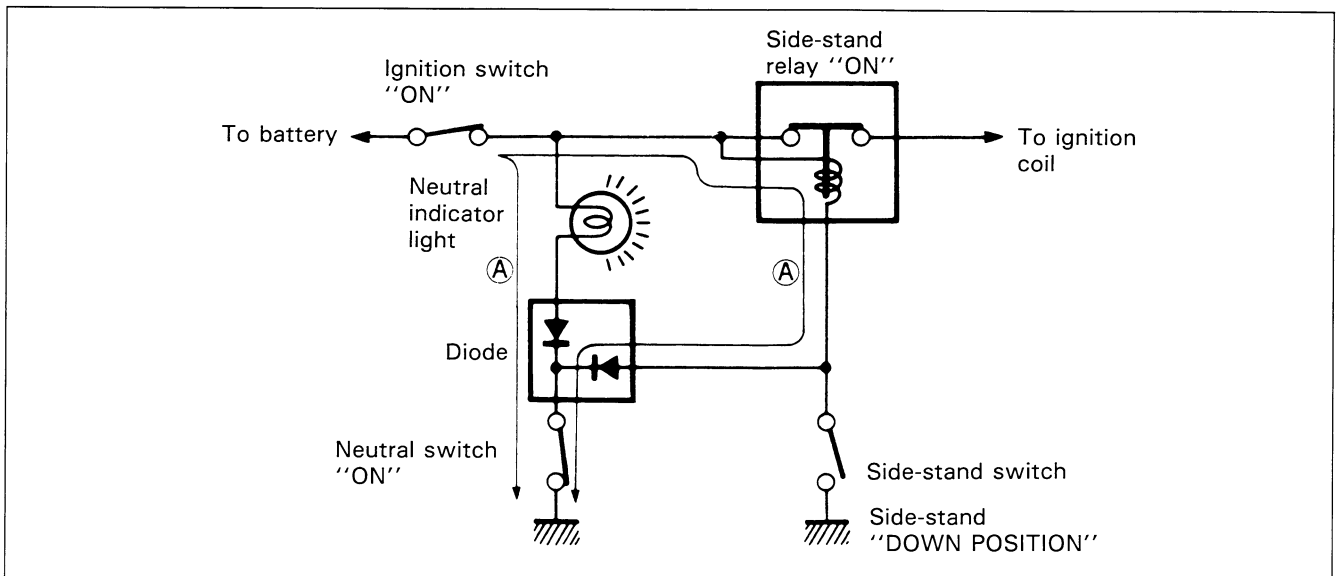 Side-stand
relay ''ON''
Ignition switch
''ON''
To battery
To ignition
coil
Neutral
indicator
light
A
A
Diode
Neutral switch
''ON''
Side-stand switch
Side-stand
''DOWN POSITION''